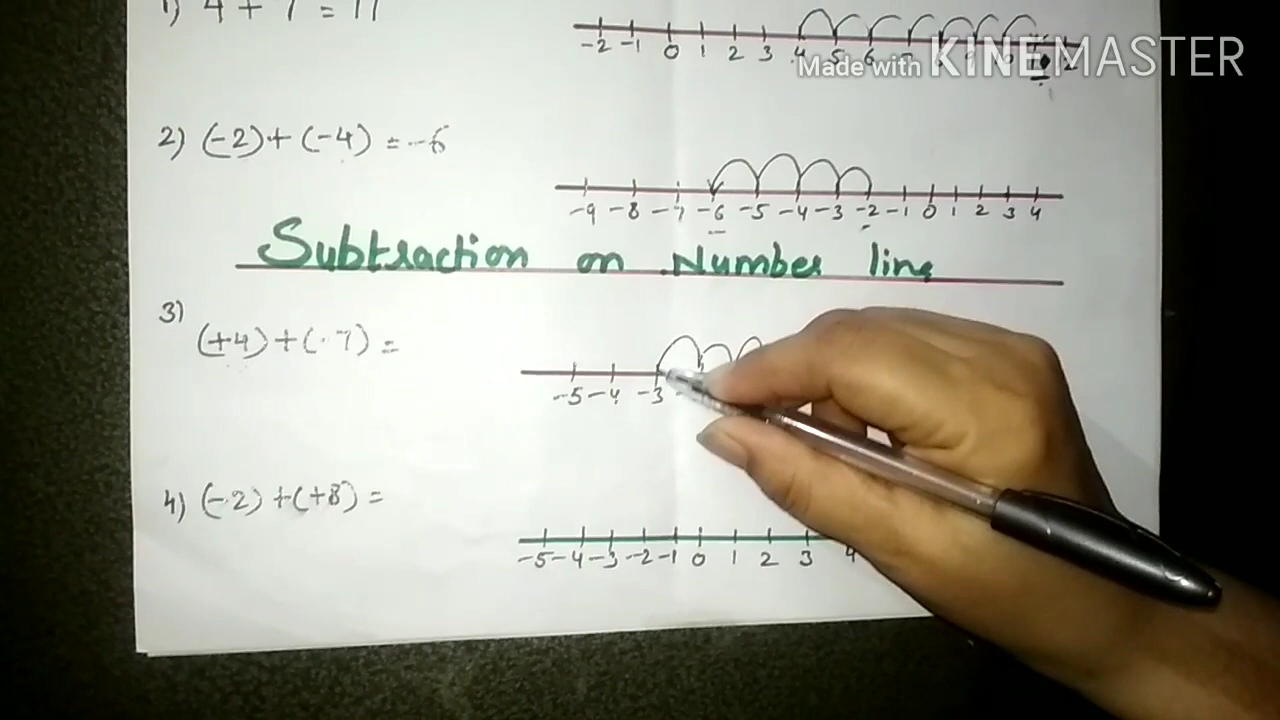 1) 4 + 7 = 11
-2 -1 0 1 2 3 4 5 6
Made with KINEMASTER
2) (-2)+(-4) = -6
-9 -8 -7 -6 -5 -4 -3 -2 -1 0 1 2 3 4
Subtraction on Number line
3) (+4)+(-7) =
-5 -4 -3
4) (-2)+(+8) =
-5 -4 -3 -2 -1 0 1 2 3 4